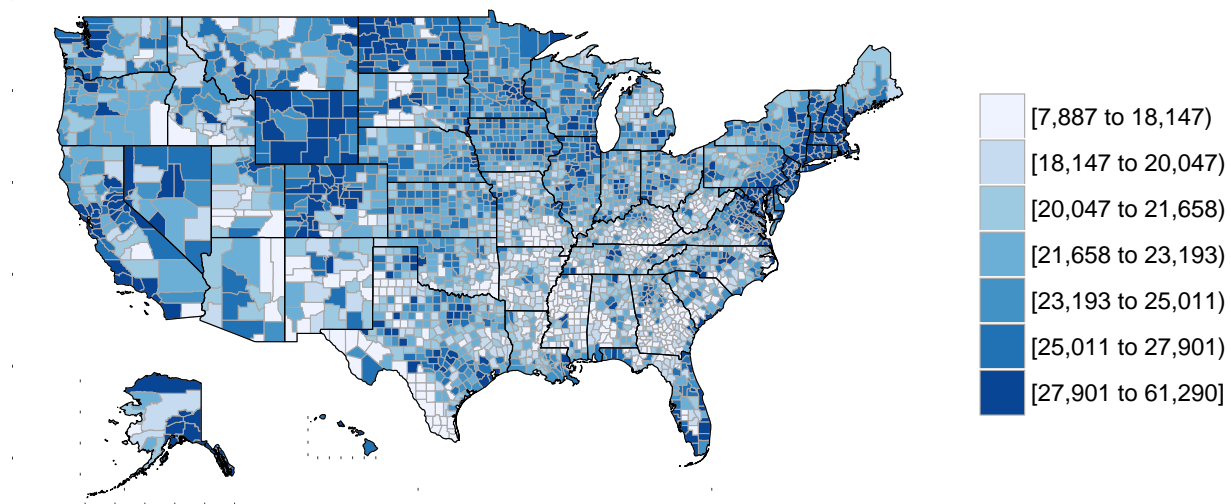 [7,887 to 18,147)
[18,147 to 20,047)
[20,047 to 21,658)
[21,658 to 23,193)
[23,193 to 25,011)
[25,011 to 27,901)
[27,901 to 61,290]